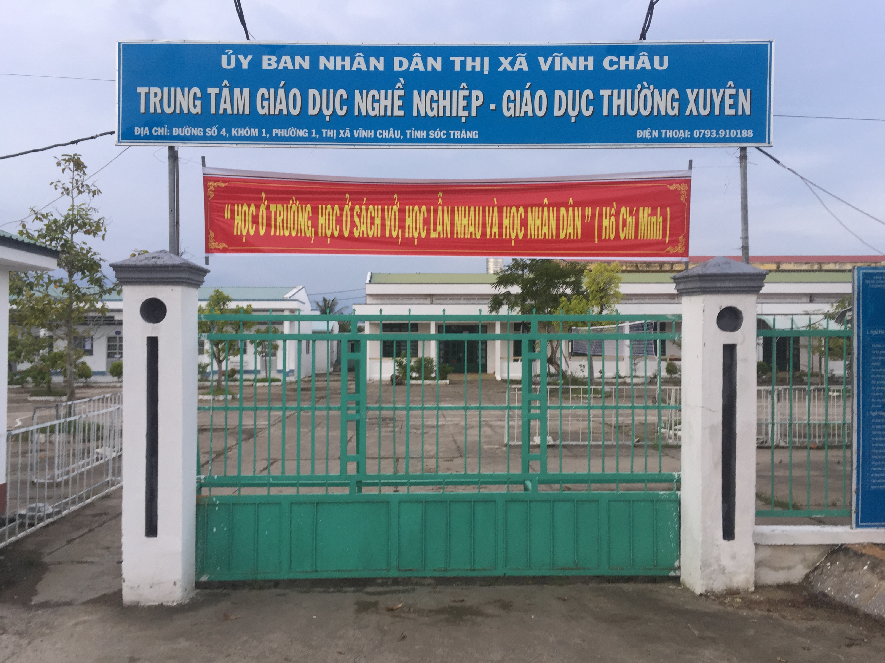 ỦY BAN NHÂN DÂN THỊ XÃ VĨNH CHÂU
TRUNG TÂM GIÁO DỤC NGHỀ NGHIỆP - GIÁO DỤC THƯỜNG XUYÊN
ĐỊA CHỈ: ĐƯỜNG SỐ 4, KHÓM 1, PHƯỜNG 1, THỊ XÃ VĨNH CHÂU, TỈNH SÓC TRĂNG ĐIỆN THOẠI: 0793.910188
“ HỌC Ở TRƯỜNG, HỌC Ở SÁCH VỞ, HỌC LẪN NHAU VÀ HỌC NHÂN DÂN ” ( Hồ Chí Minh )